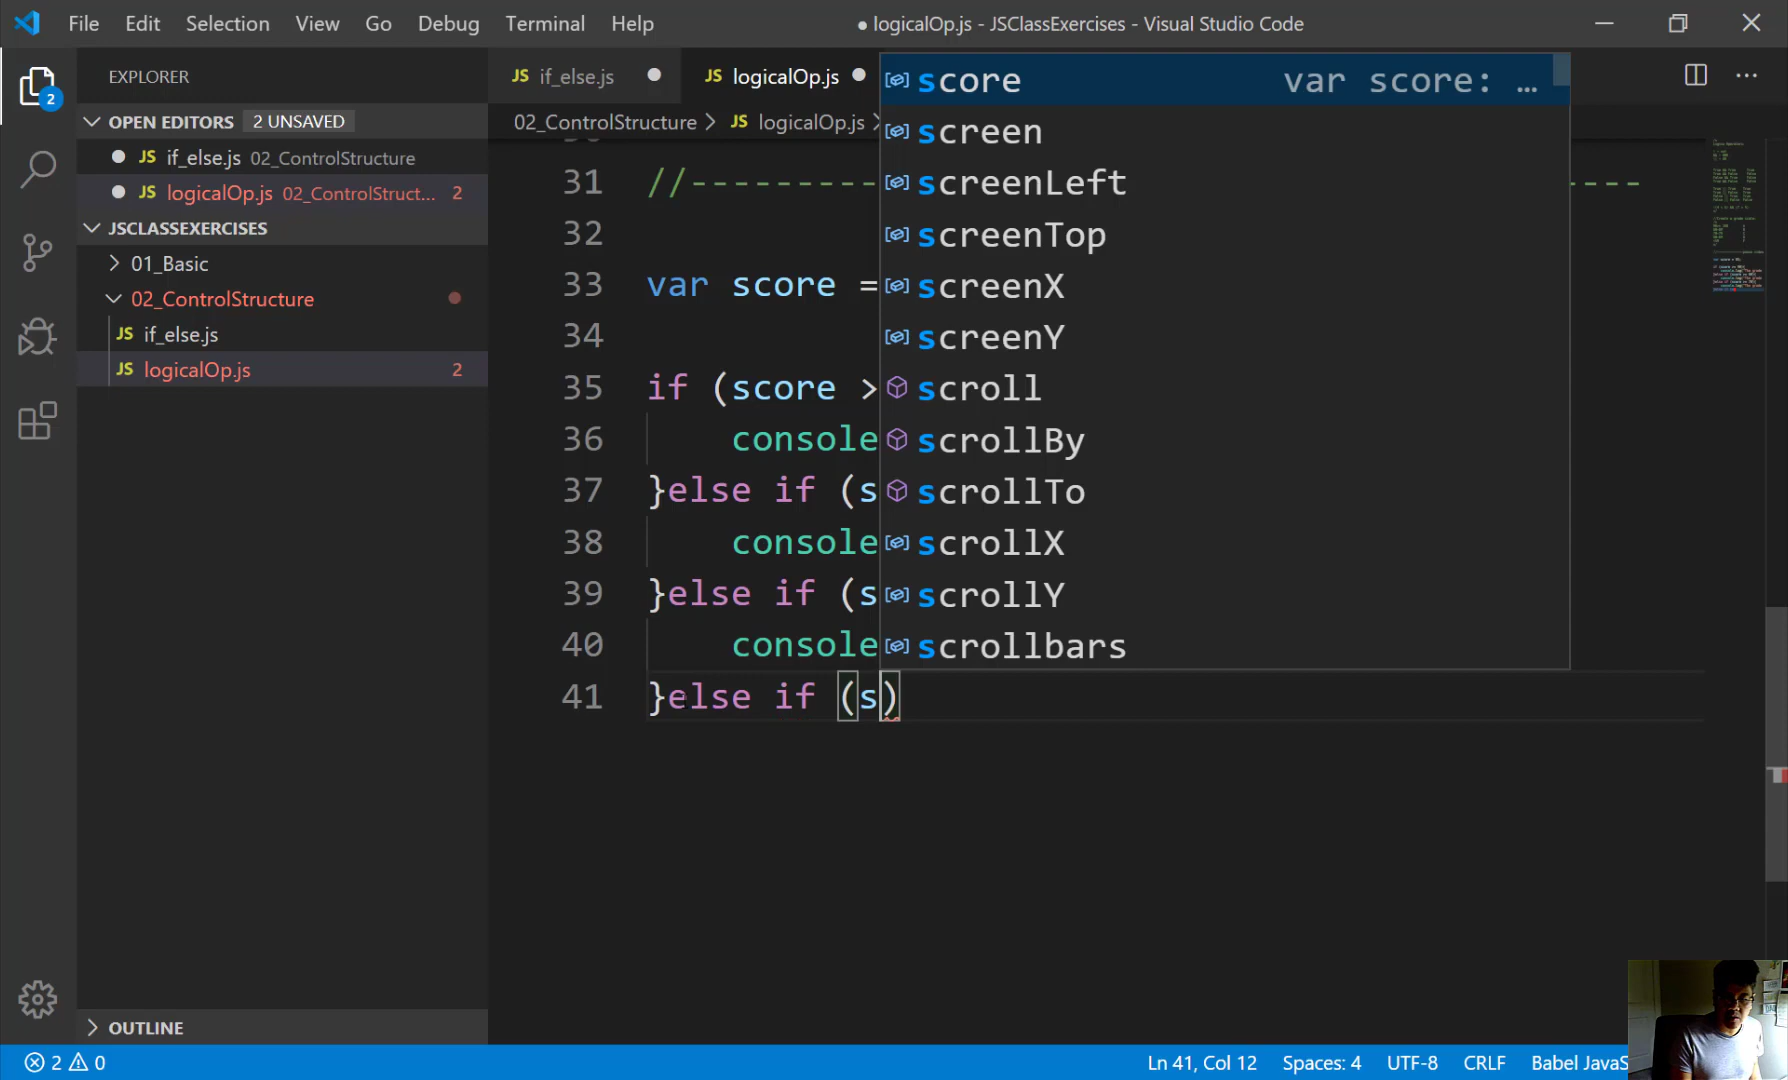 File Edit Selection View Go Debug Terminal Help
● logicalOp.js - JSClassExercises - Visual Studio Code
EXPLORER
OPEN EDITORS 2 UNSAVED
JS if_else.js 02_ControlStructure
JS logicalOp.js 02_ControlStruct... 2
JSCLASSEXERCISES
01_Basic
02_ControlStructure
JS if_else.js
JS logicalOp.js 2
OUTLINE
2
JS if_else.js
JS logicalOp.js
02_ControlStructure > JS logicalOp.js >
31 //----------
32
33 var score =
34
35 if (score >
36 console
37 }else if (s
38 console
39 }else if (s
40 console
41 }else if (s)
score var score: ...
screen
screenLeft
screenTop
screenX
screenY
scroll
scrollBy
scrollTo
scrollX
scrollY
scrollbars
2 0
Ln 41, Col 12 Spaces: 4 UTF-8 CRLF Babel JavaS